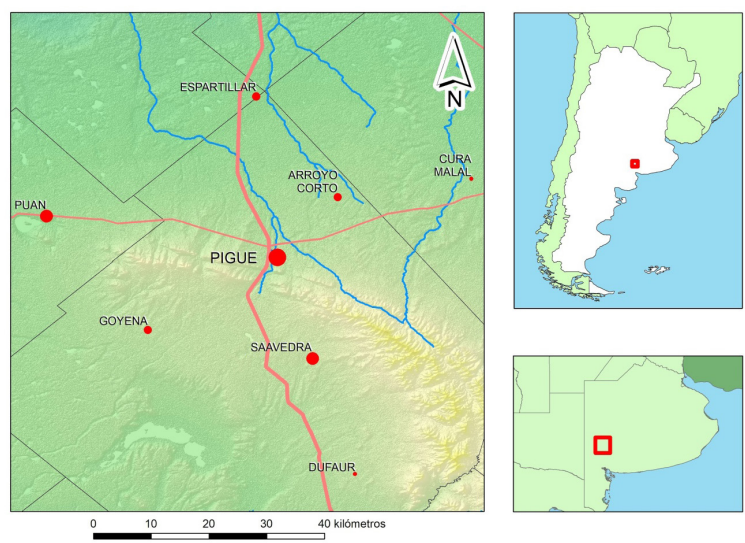 ESPARTILLAR
N
CURA
MALAL
ARROYO
CORTO
PUAN
PIGUE
GOYENA
SAAVEDRA
DUFAUR
0 10 20 30 40 kilómetros